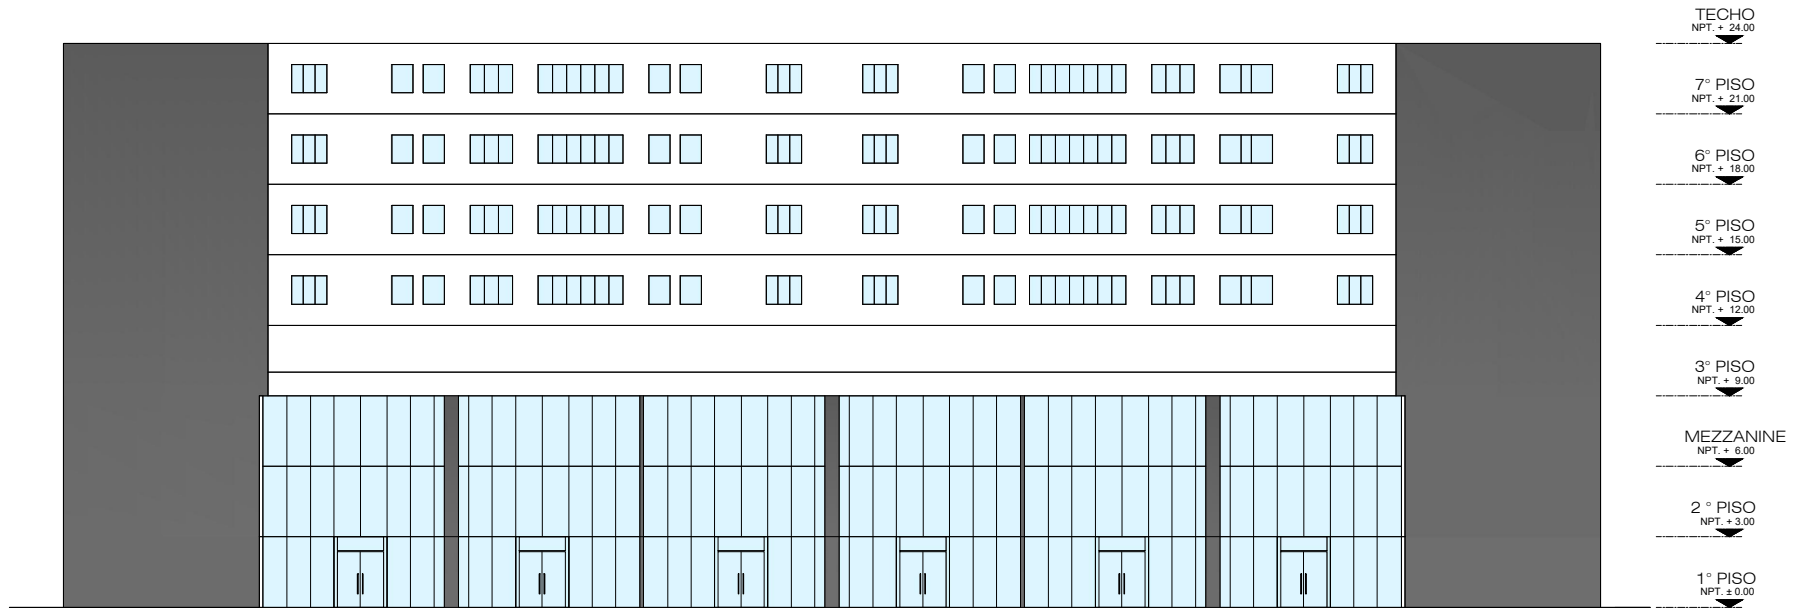 TECHO
NPT. + 24.00
7° PISO
NPT. + 21.00
6° PISO
NPT. + 18.00
5° PISO
NPT. + 15.00
4° PISO
NPT. + 12.00
3° PISO
NPT. + 9.00
MEZZANINE
NPT. + 6.00
2 ° PISO
NPT. + 3.00
1° PISO
NPT. ± 0.00